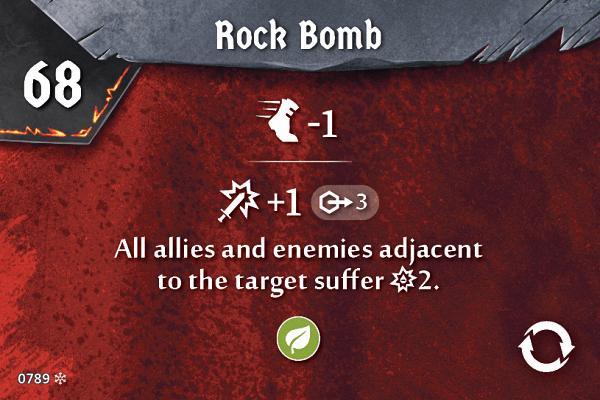 Rock Bomb
68
-1
+1 3
All allies and enemies adjacent
to the target suffer 2.
0789